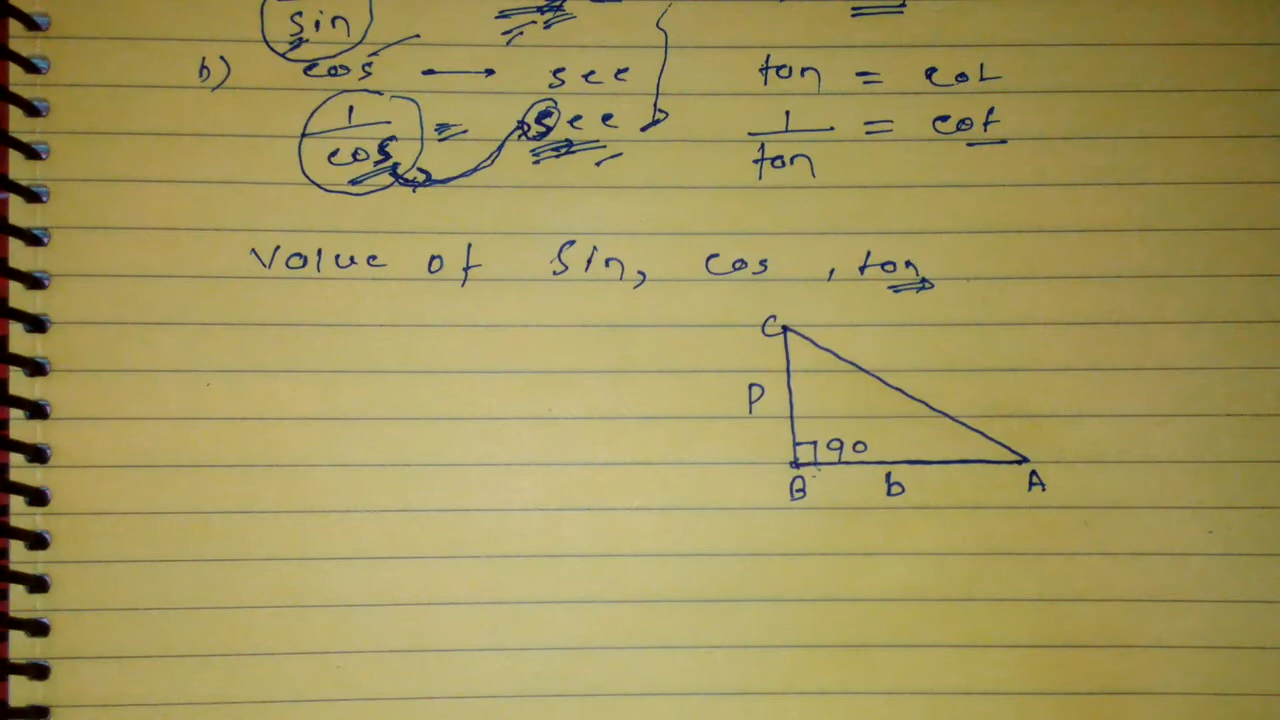 sin
b) cos → sec tan = cot
1/cos = sec 1/tan = cot
Value of Sin, cos, tan
C
P
90
B b A